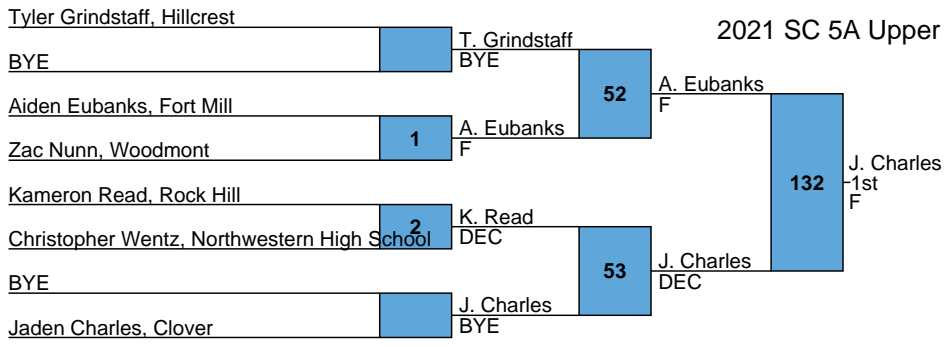 Tyler Grindstaff, Hillcrest
2021 SC 5A Upper
T. Grindstaff
BYE
BYE
52
A. Eubanks
F
Aiden Eubanks, Fort Mill
1
A. Eubanks
F
Zac Nunn, Woodmont
132
J. Charles
1st
F
Kameron Read, Rock Hill
2
K. Read
DEC
Christopher Wentz, Northwestern High School
53
J. Charles
DEC
BYE
J. Charles
BYE
Jaden Charles, Clover